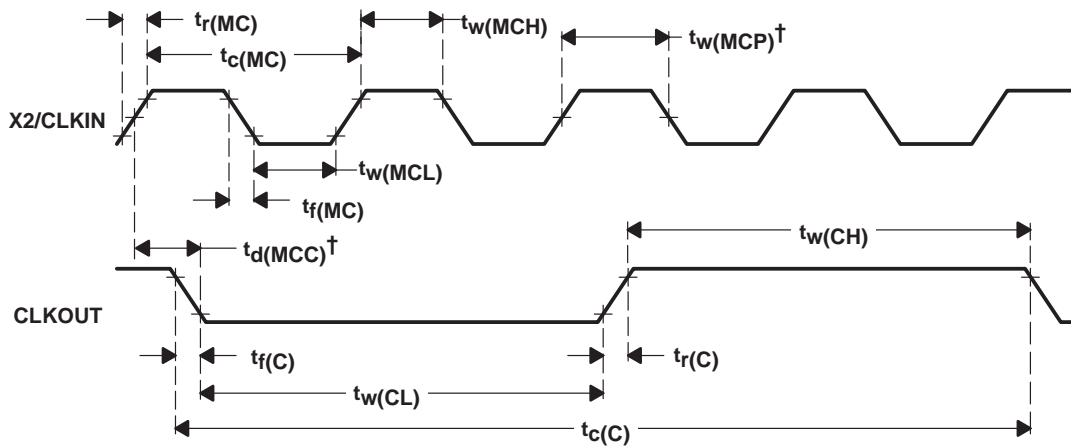 tr(MC)
tw(MCH)
tw(MCP)†
tc(MC)
X2/CLKIN
tw(MCL)
tf(MC)
td(MCC)†
tw(CH)
CLKOUT
tf(C)
tr(C)
tw(CL)
tc(C)